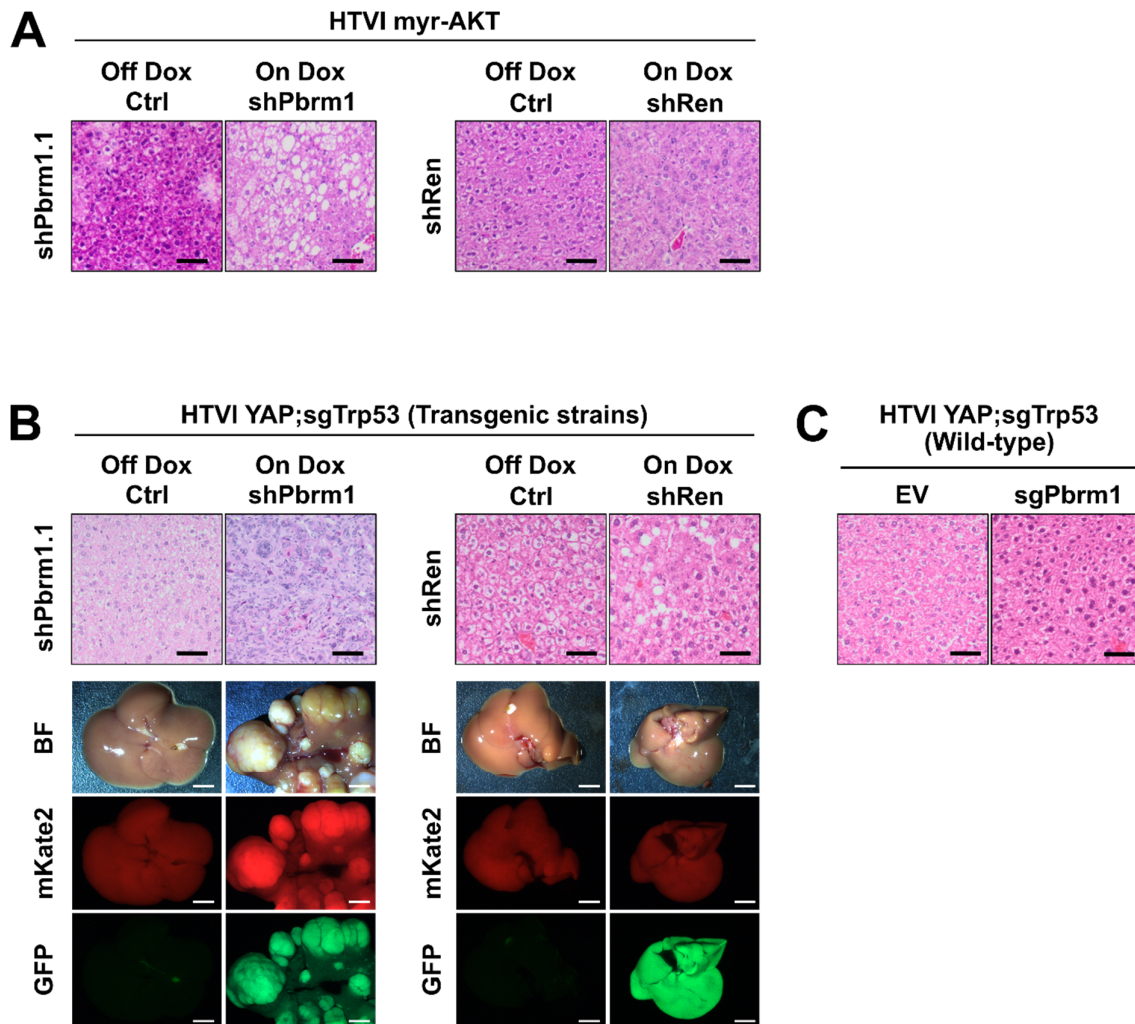 A
HTVI myr-AKT
Off Dox
Ctrl
On Dox
shPbrm1
Off Dox
Ctrl
On Dox
shRen
shPbrm1.1
shRen
B
HTVI YAP;sgTrp53 (Transgenic strains)
Off Dox
Ctrl
On Dox
shPbrm1
Off Dox
Ctrl
On Dox
shRen
shPbrm1.1
shRen
BF
BF
mKate2
mKate2
GFP
GFP
C
HTVI YAP;sgTrp53
(Wild-type)
EV
sgPbrm1